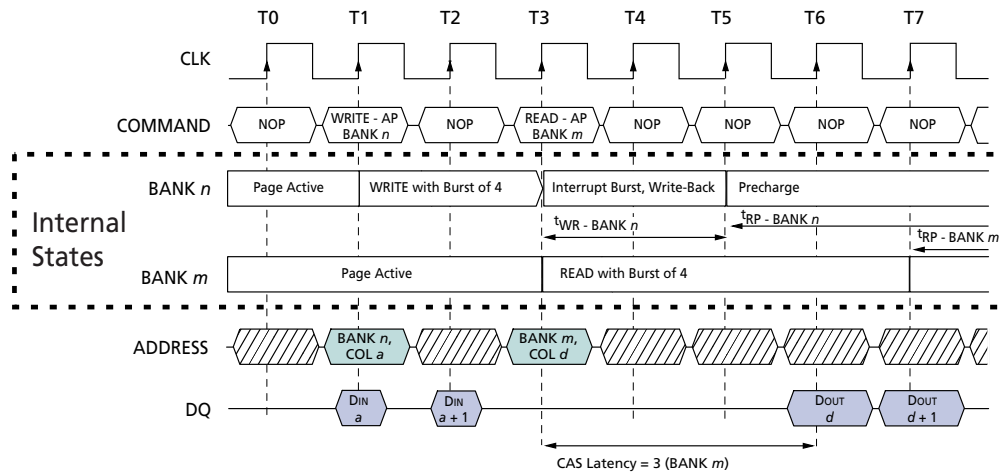 T0 T1 T2 T3 T4 T5 T6 T7
CLK
COMMAND NOP WRITE - AP BANK n NOP READ - AP BANK m NOP NOP NOP NOP
Internal States
BANK n Page Active WRITE with Burst of 4 Interrupt Burst, Write-Back Precharge
tWR - BANK n tRP - BANK n
tRP - BANK m
BANK m Page Active READ with Burst of 4
ADDRESS BANK n, COL a BANK m, COL d
DQ DIN a DIN a + 1 DOUT d DOUT d + 1
CAS Latency = 3 (BANK m)